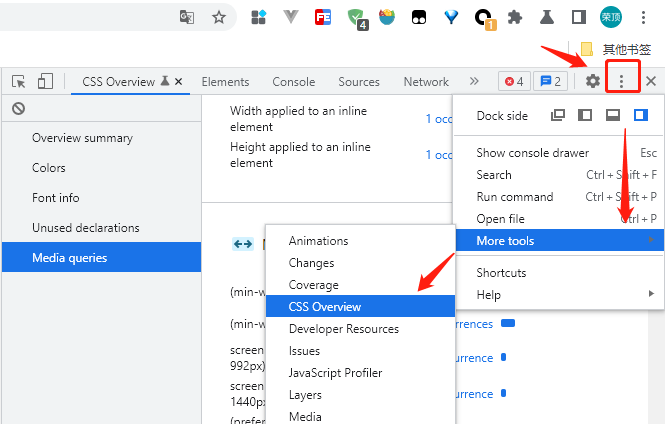 4
1
荣顶
其他书签
CSS Overview
Elements
Console
Sources
Network
4
2
Overview summary
Colors
Font info
Unused declarations
Media queries
Width applied to an inline
element
1 occ
Height applied to an inline
element
1 occ
(min-w
(min-w
rrences
screen
992px)
urrence
screen
1440px
urrence
(prefer
Dock side
Show console drawer Esc
Search Ctrl + Shift + F
Run command Ctrl + Shift + P
Open file Ctrl + P
More tools
Shortcuts
Help
Animations
Changes
Coverage
CSS Overview
Developer Resources
Issues
JavaScript Profiler
Layers
Media